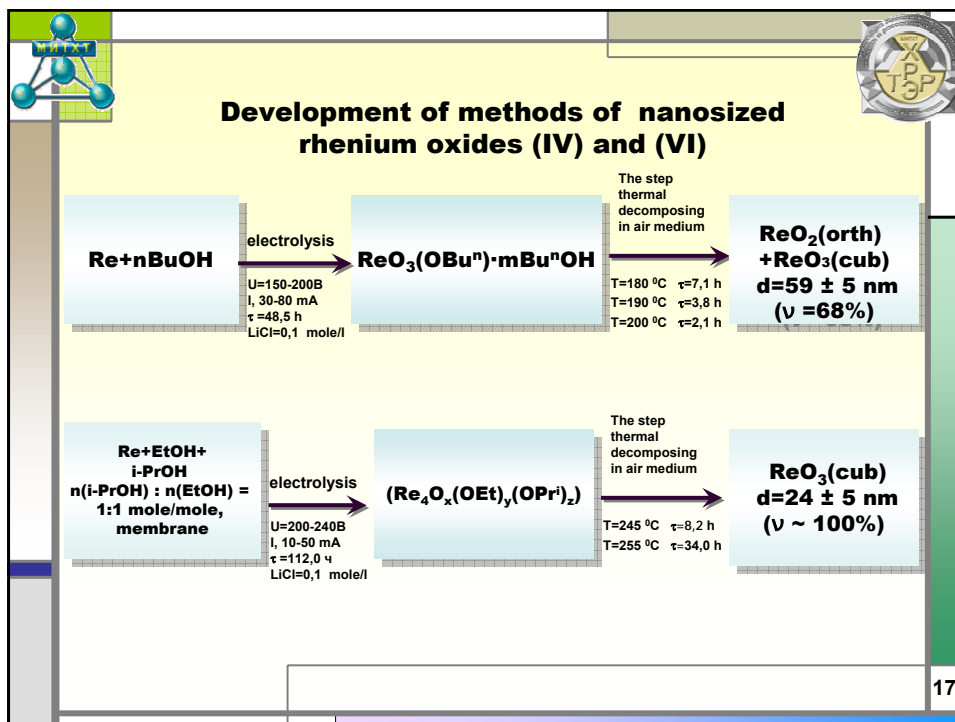 МИТХТ
МИТХТ
Х
Р
Т Р
Э
Development of methods of nanosized
rhenium oxides (IV) and (VI)
Re+nBuOH
electrolysis
U=150-200В
I, 30-80 mA
τ =48,5 h
LiCl=0,1 mole/l
ReO₃(OBuⁿ)·mBuⁿOH
The step
thermal
decomposing
in air medium
T=180 ⁰C τ=7,1 h
T=190 ⁰C τ=3,8 h
T=200 ⁰C τ=2,1 h
ReO₂(orth)
+ReO₃(cub)
d=59 ± 5 nm
(ν =68%)
Re+EtOH+
i-PrOH
n(i-PrOH) : n(EtOH) =
1:1 mole/mole,
membrane
electrolysis
U=200-240В
I, 10-50 mA
τ =112,0 ч
LiCl=0,1 mole/l
(Re₄Oₓ(OEt)ᵧ(OPrⁱ)z)
The step
thermal
decomposing
in air medium
T=245 ⁰C τ=8,2 h
T=255 ⁰C τ=34,0 h
ReO₃(cub)
d=24 ± 5 nm
(ν ~ 100%)
17